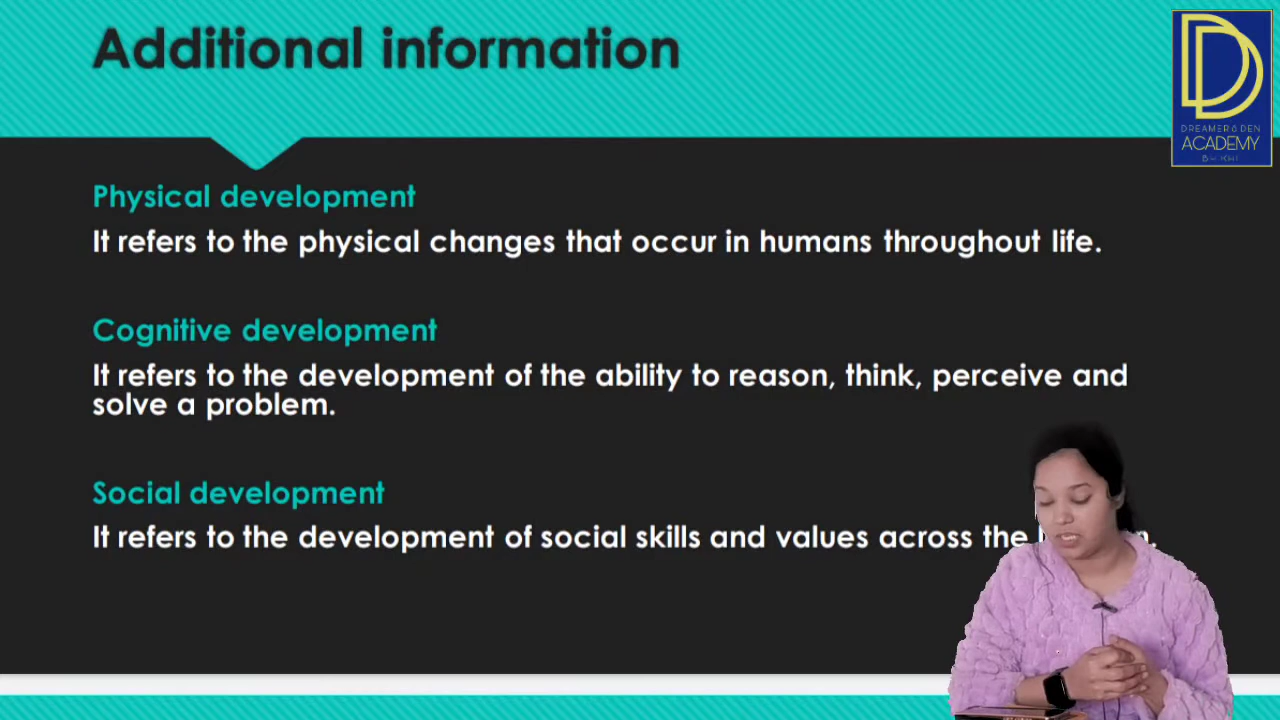 Additional information
DREAMER'S DEN
ACADEMY
Physical development
It refers to the physical changes that occur in humans throughout life.
Cognitive development
It refers to the development of the ability to reason, think, perceive and
solve a problem.
Social development
It refers to the development of social skills and values across the